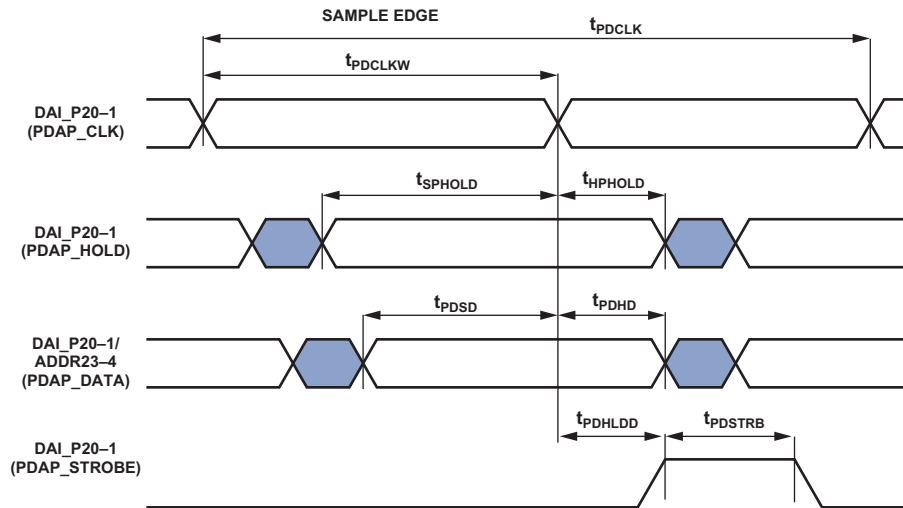 SAMPLE EDGE
tPDCLK
tPDCLKW
DAI_P20–1
(PDAP_CLK)
tSPHOLD
tHPHOLD
DAI_P20–1
(PDAP_HOLD)
tPDSD
tPDHD
DAI_P20–1/
ADDR23–4
(PDAP_DATA)
tPDHLDD
tPDSTRB
DAI_P20–1
(PDAP_STROBE)